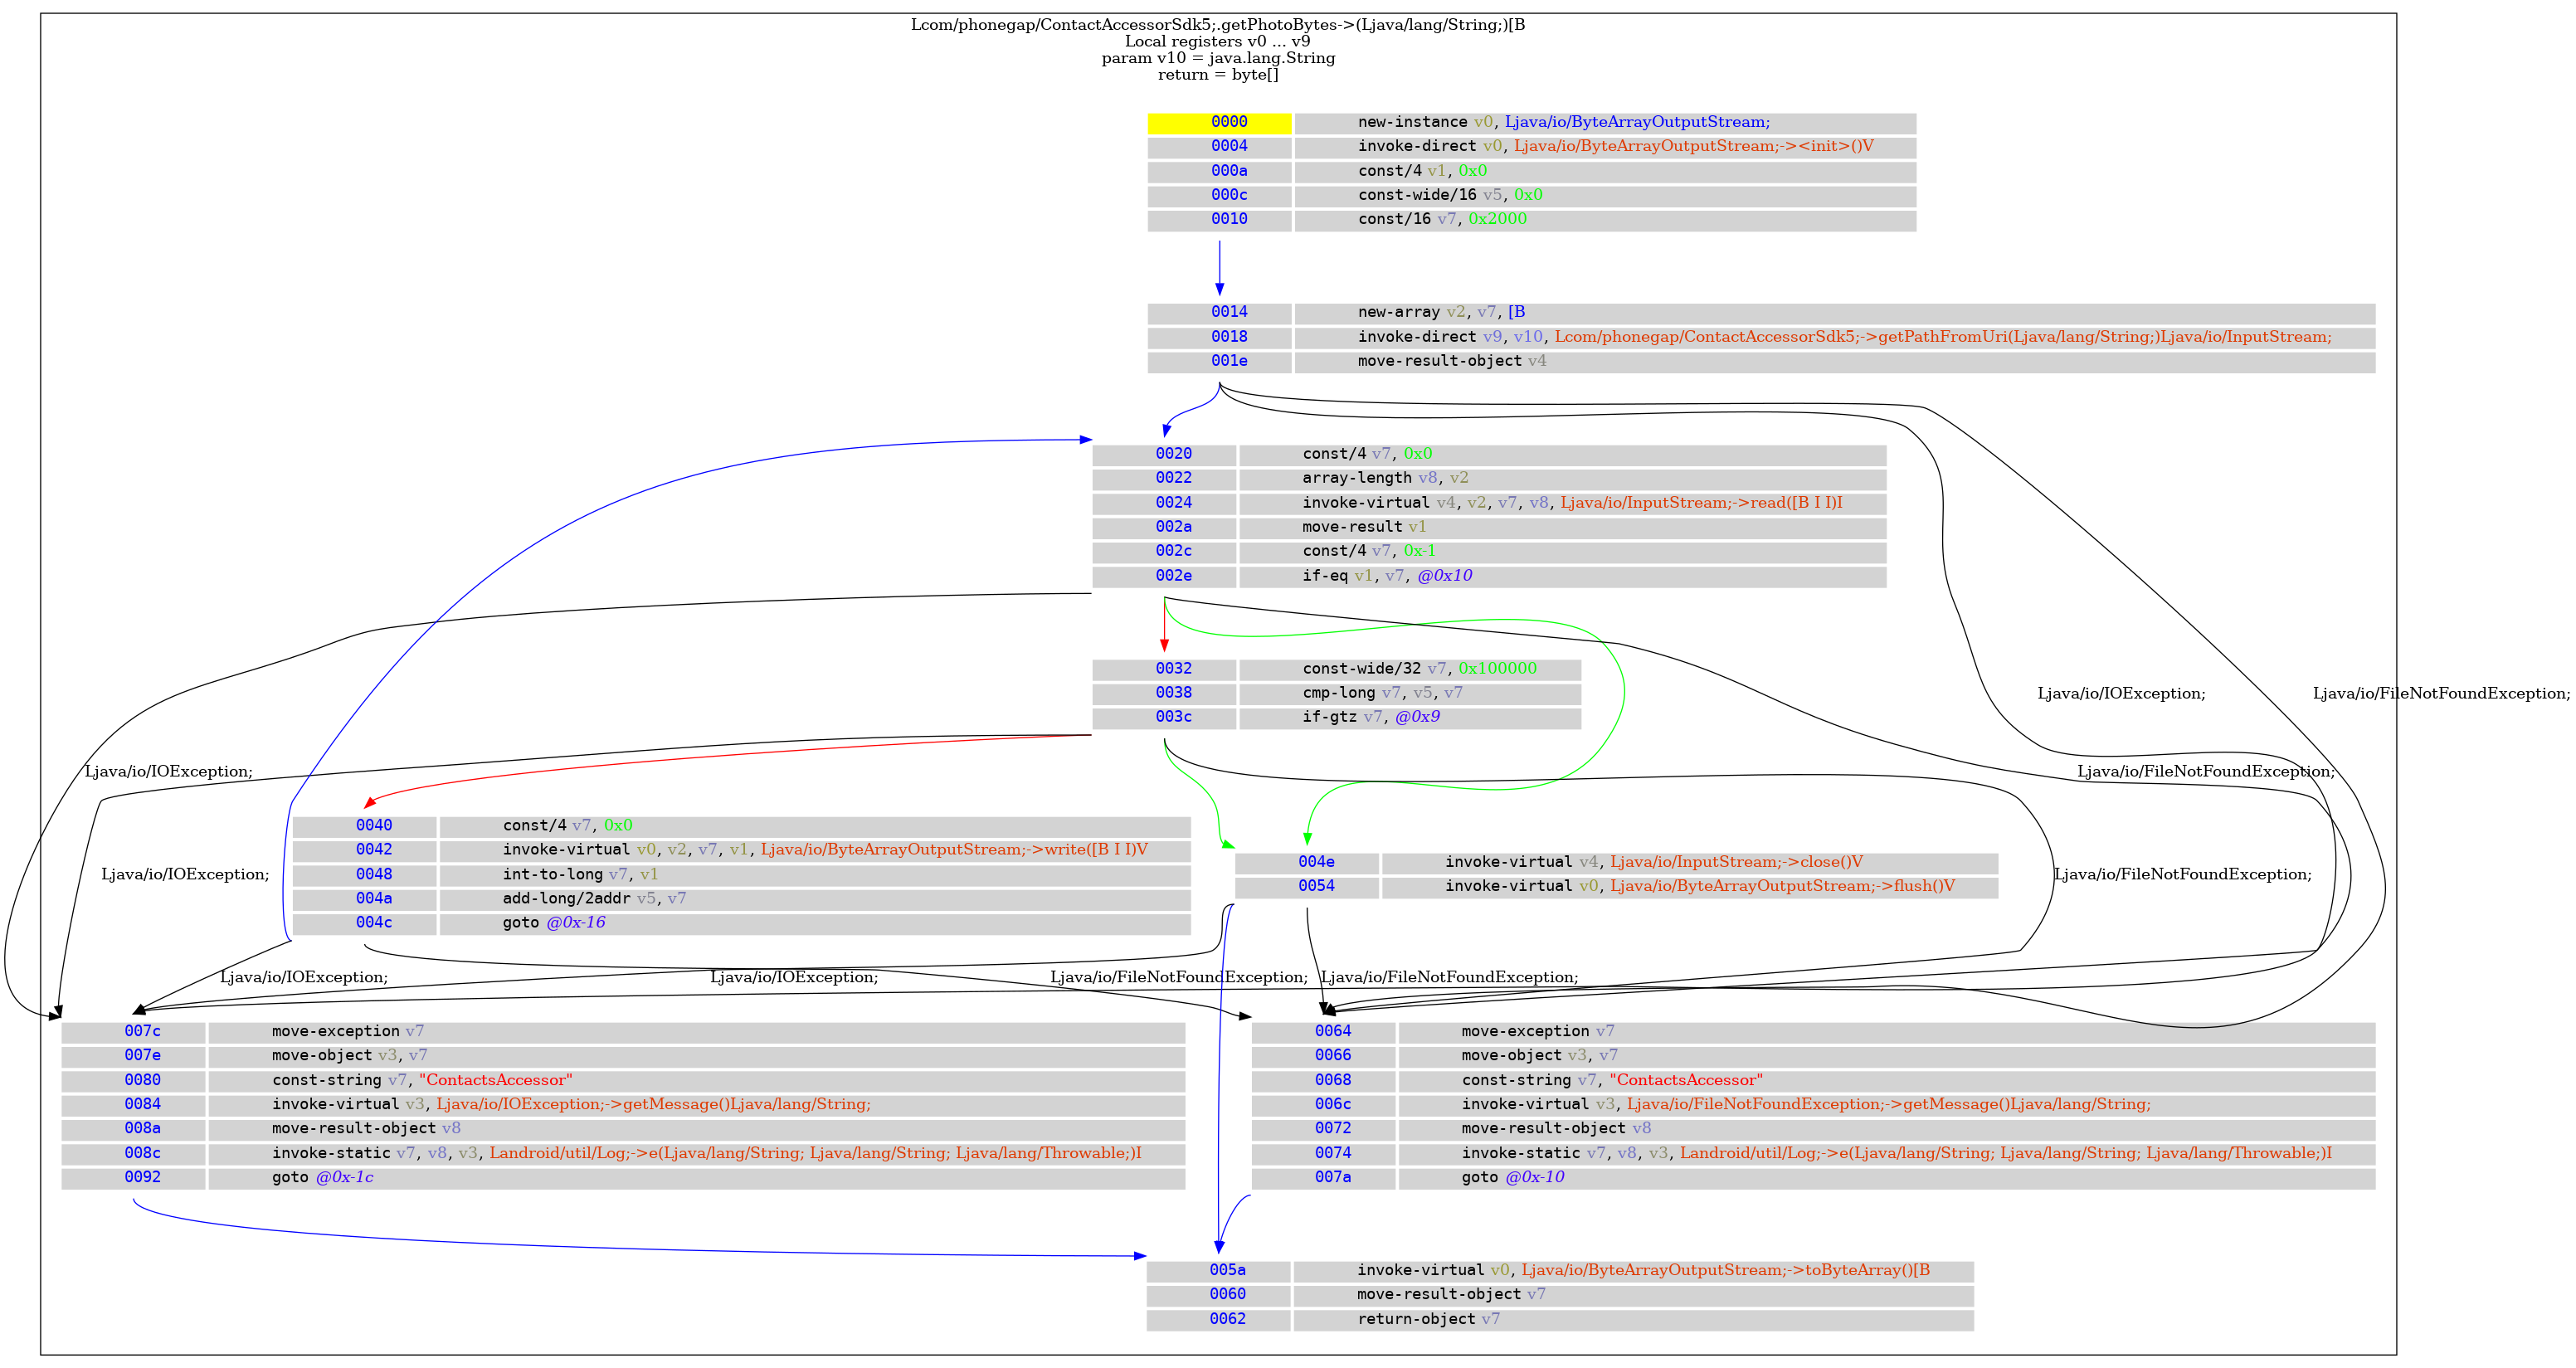 Lcom/phonegap/ContactAccessorSdk5;.getPhotoBytes->(Ljava/lang/String;)[B
Local registers v0 ... v9
param v10 = java.lang.String
return = byte[]
0000 new-instance v0, Ljava/io/ByteArrayOutputStream;
0004 invoke-direct v0, Ljava/io/ByteArrayOutputStream;-><init>()V
000a const/4 v1, 0x0
000c const-wide/16 v5, 0x0
0010 const/16 v7, 0x2000
0014 new-array v2, v7, [B
0018 invoke-direct v9, v10, Lcom/phonegap/ContactAccessorSdk5;->getPathFromUri(Ljava/lang/String;)Ljava/io/InputStream;
001e move-result-object v4
0020 const/4 v7, 0x0
0022 array-length v8, v2
0024 invoke-virtual v4, v2, v7, v8, Ljava/io/InputStream;->read([B I I)I
002a move-result v1
002c const/4 v7, 0x-1
002e if-eq v1, v7, @0x10
0032 const-wide/32 v7, 0x100000
0038 cmp-long v7, v5, v7
003c if-gtz v7, @0x9
Ljava/io/IOException;
Ljava/io/FileNotFoundException;
Ljava/io/IOException;
Ljava/io/FileNotFoundException;
0040 const/4 v7, 0x0
0042 invoke-virtual v0, v2, v7, v1, Ljava/io/ByteArrayOutputStream;->write([B I I)V
0048 int-to-long v7, v1
004a add-long/2addr v5, v7
004c goto @0x-16
004e invoke-virtual v4, Ljava/io/InputStream;->close()V
0054 invoke-virtual v0, Ljava/io/ByteArrayOutputStream;->flush()V
Ljava/io/IOException;
Ljava/io/FileNotFoundException;
Ljava/io/IOException;
Ljava/io/IOException;
Ljava/io/FileNotFoundException;
Ljava/io/FileNotFoundException;
007c move-exception v7
007e move-object v3, v7
0080 const-string v7, "ContactsAccessor"
0084 invoke-virtual v3, Ljava/io/IOException;->getMessage()Ljava/lang/String;
008a move-result-object v8
008c invoke-static v7, v8, v3, Landroid/util/Log;->e(Ljava/lang/String; Ljava/lang/String; Ljava/lang/Throwable;)I
0092 goto @0x-1c
0064 move-exception v7
0066 move-object v3, v7
0068 const-string v7, "ContactsAccessor"
006c invoke-virtual v3, Ljava/io/FileNotFoundException;->getMessage()Ljava/lang/String;
0072 move-result-object v8
0074 invoke-static v7, v8, v3, Landroid/util/Log;->e(Ljava/lang/String; Ljava/lang/String; Ljava/lang/Throwable;)I
007a goto @0x-10
005a invoke-virtual v0, Ljava/io/ByteArrayOutputStream;->toByteArray()[B
0060 move-result-object v7
0062 return-object v7